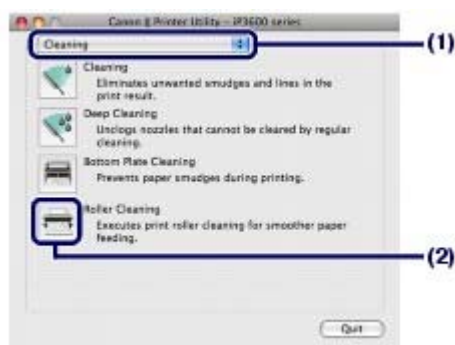 Canon IJ Printer Utility – iP3600 series
Cleaning
(1)
Cleaning
Eliminates unwanted smudges and lines in the
print result.
Deep Cleaning
Unclogs nozzles that cannot be cleared by regular
cleaning.
Bottom Plate Cleaning
Prevents paper smudges during printing.
Roller Cleaning
Executes print roller cleaning for smoother paper
feeding.
(2)
Quit